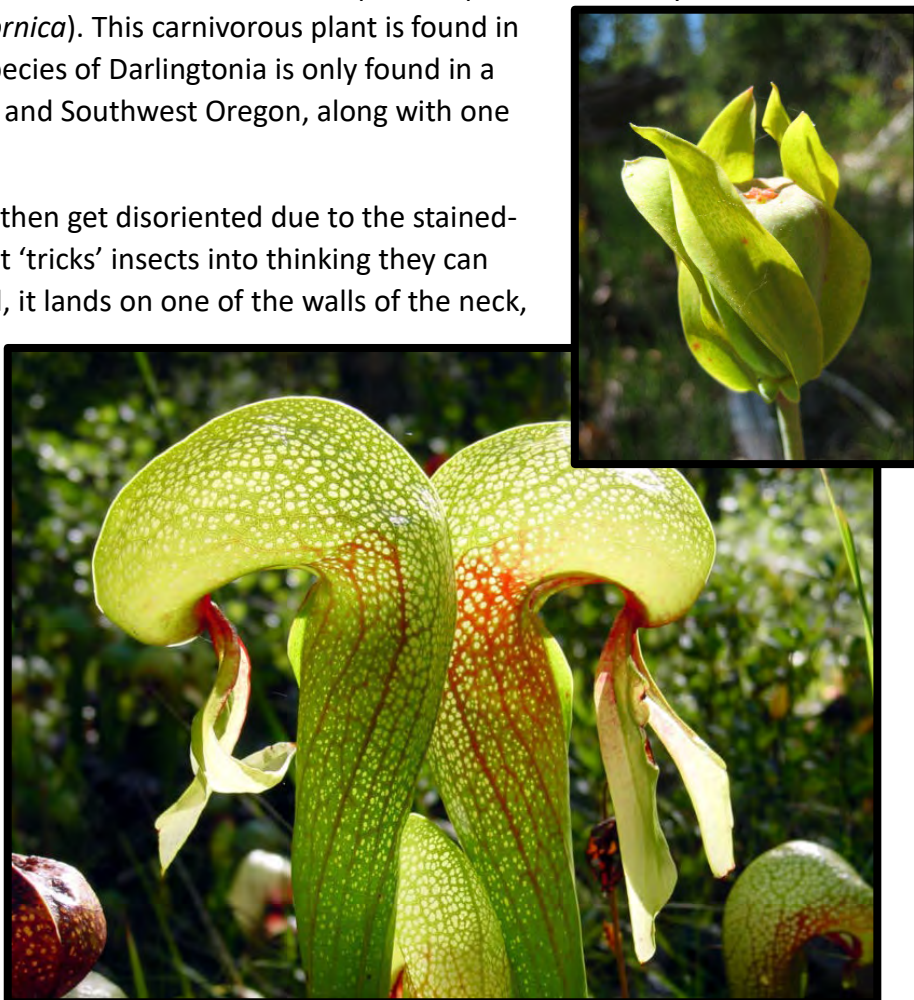 rnica). This carnivorous plant is found in
pecies of Darlingtonia is only found in a
and Southwest Oregon, along with one
then get disoriented due to the stained-
t ‘tricks’ insects into thinking they can
, it lands on one of the walls of the neck,